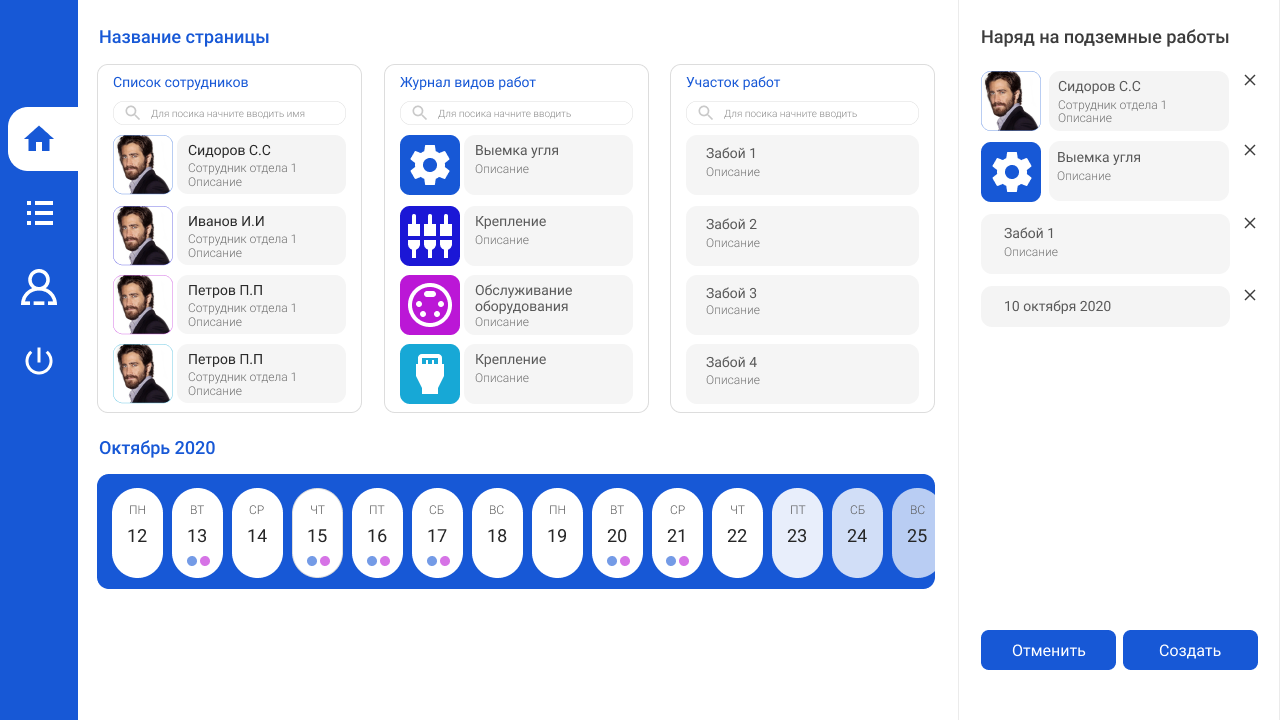 Название страницы
Список сотрудников
Для посика начните вводить имя
Сидоров С.С
Сотрудник отдела 1
Описание
Иванов И.И
Сотрудник отдела 1
Описание
Петров П.П
Сотрудник отдела 1
Описание
Петров П.П
Сотрудник отдела 1
Описание
Журнал видов работ
Для посика начните вводить
Выемка угля
Описание
Крепление
Описание
Обслуживание
оборудования
Описание
Крепление
Описание
Участок работ
Для посика начните вводить
Забой 1
Описание
Забой 2
Описание
Забой 3
Описание
Забой 4
Описание
Октябрь 2020
ПН ВТ СР ЧТ ПТ СБ ВС ПН ВТ СР ЧТ ПТ СБ ВС
12 13 14 15 16 17 18 19 20 21 22 23 24 25
Наряд на подземные работы
Сидоров С.С
Сотрудник отдела 1
Описание
Выемка угля
Описание
Забой 1
Описание
10 октября 2020
Отменить Создать